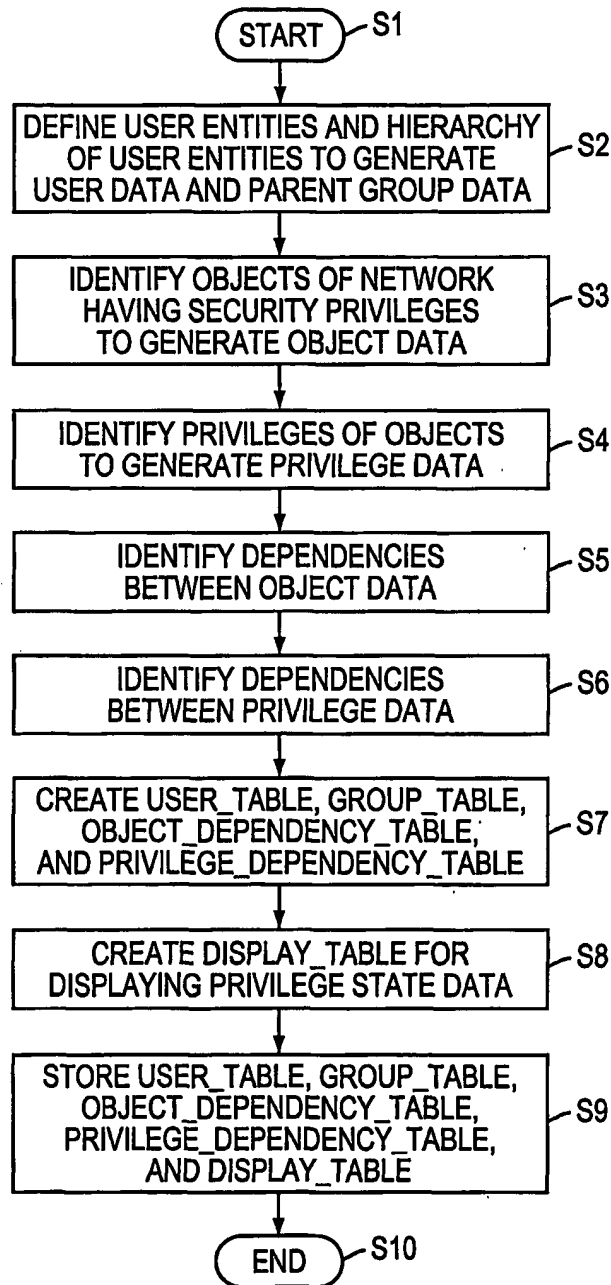 START
S1
DEFINE USER ENTITIES AND HIERARCHY
OF USER ENTITIES TO GENERATE
USER DATA AND PARENT GROUP DATA
S2
IDENTIFY OBJECTS OF NETWORK
HAVING SECURITY PRIVILEGES
TO GENERATE OBJECT DATA
S3
IDENTIFY PRIVILEGES OF OBJECTS
TO GENERATE PRIVILEGE DATA
S4
IDENTIFY DEPENDENCIES
BETWEEN OBJECT DATA
S5
IDENTIFY DEPENDENCIES
BETWEEN PRIVILEGE DATA
S6
CREATE USER_TABLE, GROUP_TABLE,
OBJECT_DEPENDENCY_TABLE,
AND PRIVILEGE_DEPENDENCY_TABLE
S7
CREATE DISPLAY_TABLE FOR
DISPLAYING PRIVILEGE STATE DATA
S8
STORE USER_TABLE, GROUP_TABLE,
OBJECT_DEPENDENCY_TABLE,
PRIVILEGE_DEPENDENCY_TABLE,
AND DISPLAY_TABLE
S9
END
S10